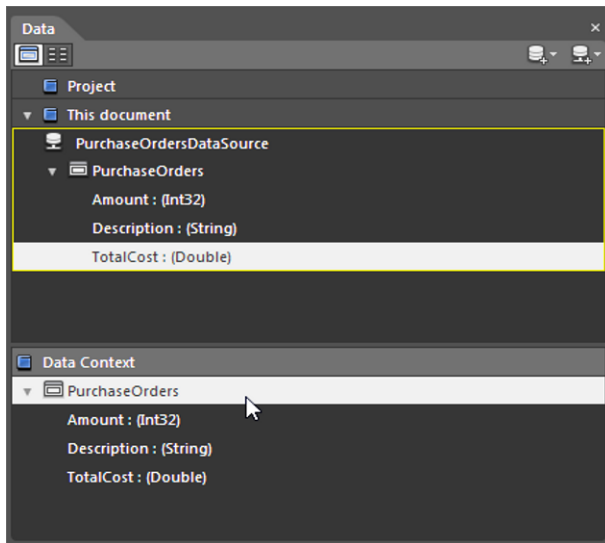 Data
Project
This document
PurchaseOrdersDataSource
PurchaseOrders
Amount : (Int32)
Description : (String)
TotalCost : (Double)
Data Context
PurchaseOrders
Amount : (Int32)
Description : (String)
TotalCost : (Double)